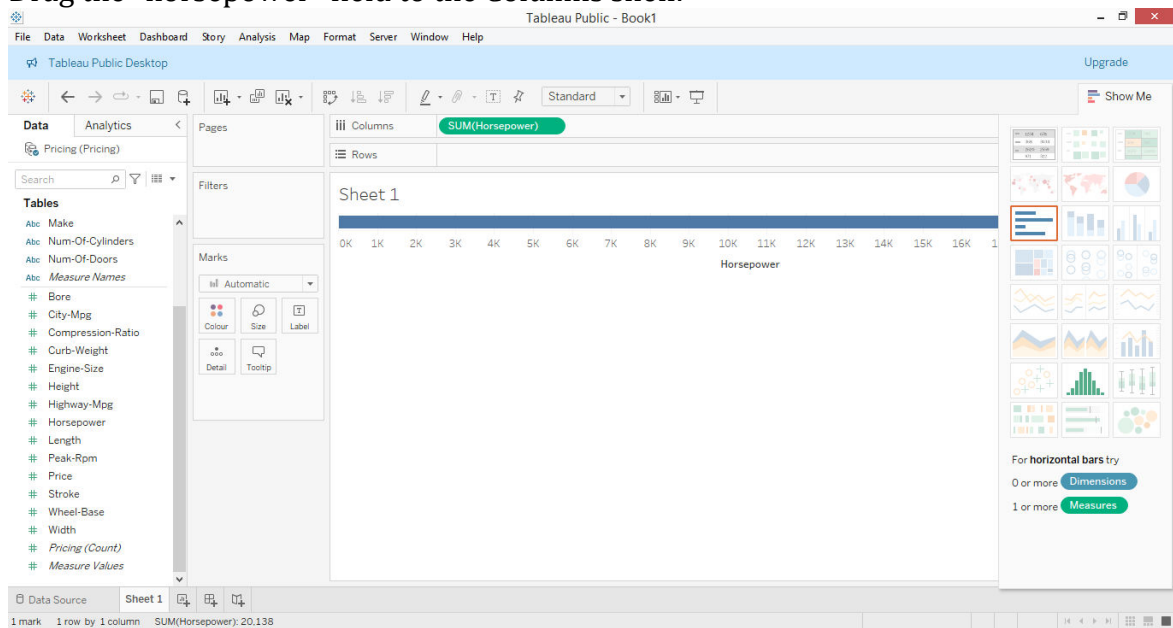 Drag the "horsepower" field to the Columns Shelf.
Tableau Public - Book1
File Data Worksheet Dashboard Story Analysis Map Format Server Window Help
Tableau Public Desktop
Upgrade
Standard
Show Me
Data Analytics
Pages
Columns
SUM(Horsepower)
Pricing (Pricing)
Rows
Search
Filters
Sheet 1
Tables
Abc Make
Abc Num-Of-Cylinders
Abc Num-Of-Doors
Abc Measure Names
# Bore
# City-Mpg
# Compression-Ratio
# Curb-Weight
# Engine-Size
# Height
# Highway-Mpg
# Horsepower
# Length
# Peak-Rpm
# Price
# Stroke
# Wheel-Base
# Width
# Pricing (Count)
# Measure Values
Marks
Automatic
Colour Size Label
Detail Tooltip
0K 1K 2K 3K 4K 5K 6K 7K 8K 9K 10K 11K 12K 13K 14K 15K 16K 1
Horsepower
For horizontal bars try
0 or more Dimensions
1 or more Measures
Data Source Sheet 1
1 mark 1 row by 1 column SUM(Horsepower): 20,138